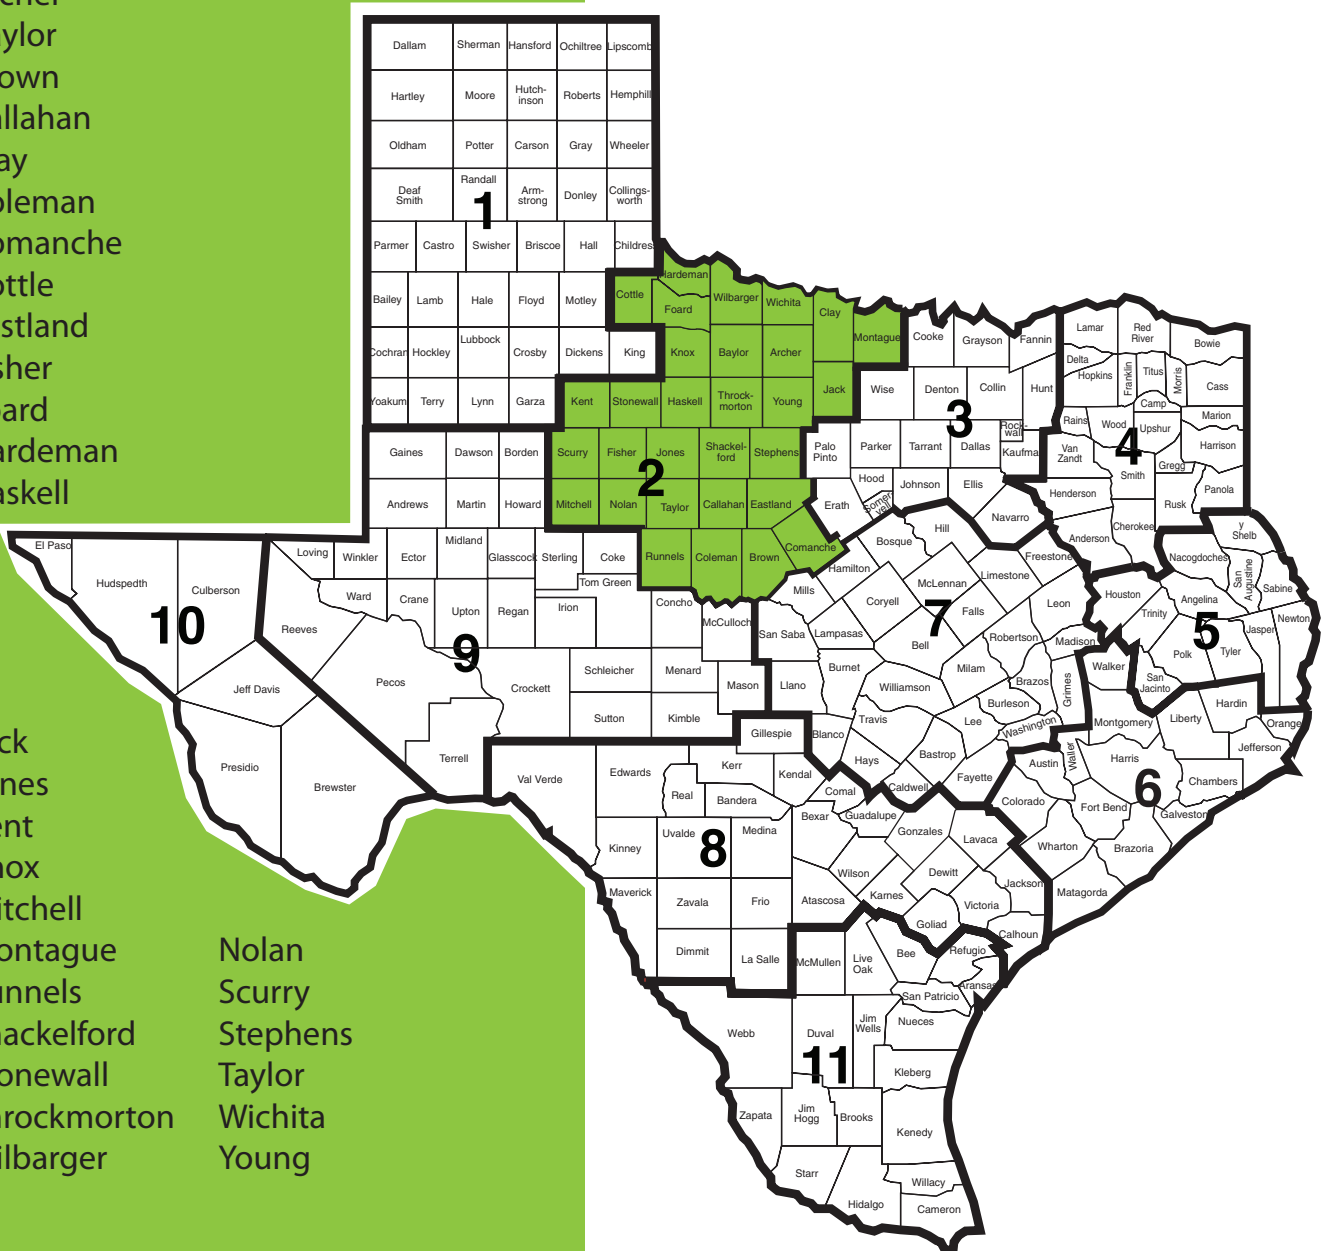 ylor
own
allahan
ay
oleman
omanche
ottle
stland
sher
ard
ardeman
askell
ck
nes
ent
nox
itchell
ontague
unnels
ackelford
onewall
rockmorton
ilbarger
Nolan
Scurry
Stephens
Taylor
Wichita
Young
Dallam
Sherman
Hansford
Ochiltree
Lipscomb
Hartley
Moore
Hutch-
inson
Roberts
Hemphill
Oldham
Potter
Carson
Gray
Wheeler
Deaf
Smith
Randall
1
Arm-
strong
Donley
Collings-
worth
Parmer
Castro
Swisher
Briscoe
Hall
Childres
Bailey
Lamb
Hale
Floyd
Motley
Cochran
Hockley
Lubbock
Crosby
Dickens
King
Yoakum
Terry
Lynn
Garza
Cottle
Hardeman
Foard
Wilbarger
Wichita
Clay
Montague
Knox
Baylor
Archer
Jack
Kent
Stonewall
Haskell
Throck-
morton
Young
Scurry
Fisher
Jones
Shackel-
ford
Stephens
2
Mitchell
Nolan
Taylor
Callahan
Eastland
Runnels
Coleman
Brown
Comanche
Cooke
Grayson
Fannin
Wise
Denton
Collin
Hunt
3
Palo
Pinto
Parker
Tarrant
Dallas
Rock-
wall
Kaufma
Erath
Hood
Somer-
vell
Johnson
Ellis
Navarro
Lamar
Red
River
Bowie
Delta
Hopkins
Franklin
Titus
Morris
Cass
Camp
Rains
Wood
Upshur
Marion
4
Van
Zandt
Smith
Gregg
Harrison
Henderson
Rusk
Panola
Anderson
Cherokee
y
Shelb
Nacogdoches
San
Augustine
Sabine
Houston
Angelina
Trinity
5
Polk
Tyler
Jasper
Newton
San
Jacinto
Walker
Montgomery
Liberty
Hardin
Orange
Jefferson
Harris
Chambers
6
Austin
Waller
Colorado
Fort Bend
Galveston
Wharton
Brazoria
Matagorda
Bosque
Hill
Freestone
Hamilton
McLennan
Limestone
Mills
Coryell
7
Falls
Leon
San Saba
Lampasas
Bell
Robertson
Madison
Burnet
Milam
Brazos
Grimes
Llano
Williamson
Burleson
Travis
Lee
Washington
Blanco
Hays
Bastrop
Caldwell
Fayette
Gaines
Dawson
Borden
Andrews
Martin
Howard
Loving
Winkler
Ector
Midland
Glasscock
Sterling
Coke
Tom Green
Ward
Crane
Upton
Regan
Irion
Concho
McCulloch
Reeves
9
Pecos
Crockett
Schleicher
Menard
Mason
Sutton
Kimble
Terrell
El Paso
Hudspedth
Culberson
10
Jeff Davis
Presidio
Brewster
Val Verde
Edwards
Gillespie
Kerr
Kendal
Real
Bandera
Comal
Uvalde
Medina
Bexar
Guadalupe
Gonzales
Lavaca
8
Kinney
Wilson
Dewitt
Jackson
Maverick
Zavala
Frio
Atascosa
Karnes
Victoria
Goliad
Calhoun
Dimmit
La Salle
McMullen
Live
Oak
Bee
Refugio
Aransas
San Patricio
Webb
Duval
Jim
Wells
Nueces
11
Kleberg
Zapata
Jim
Hogg
Brooks
Kenedy
Starr
Hidalgo
Willacy
Cameron